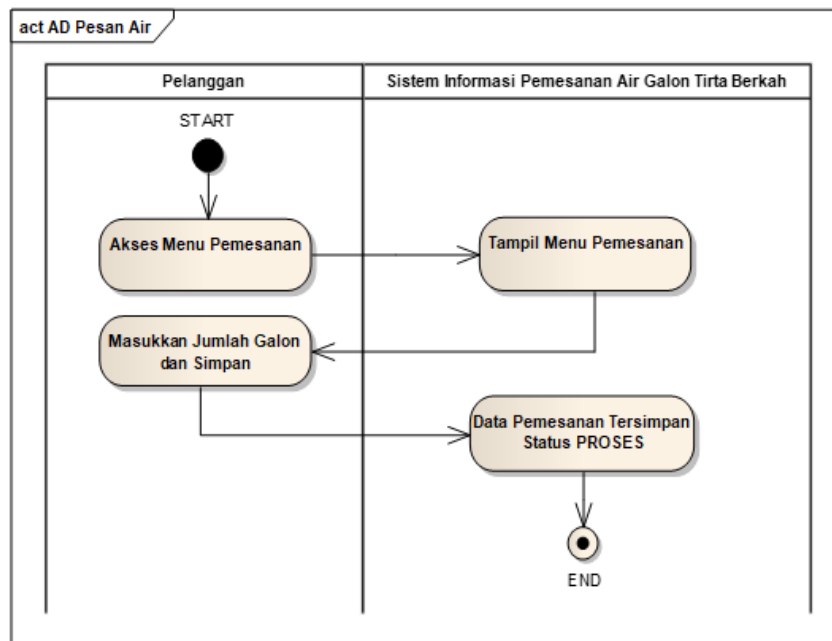 act AD Pesan Air
Pelanggan
Sistem Informasi Pemesanan Air Galon Tirta Berkah
START
Akses Menu Pemesanan
Tampil Menu Pemesanan
Masukkan Jumlah Galon
dan Simpan
Data Pemesanan Tersimpan
Status PROSES
END